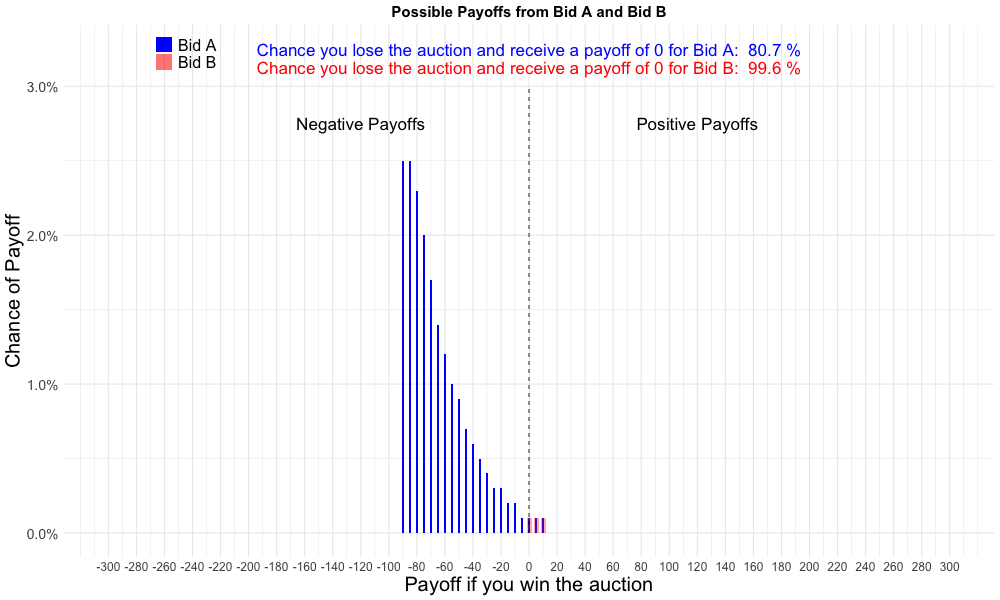 Possible Payoffs from Bid A and Bid B
Bid A
Bid B
Chance you lose the auction and receive a payoff of 0 for Bid A:  80.7 %
Chance you lose the auction and receive a payoff of 0 for Bid B:  99.6 %
Negative Payoffs
Positive Payoffs
Chance of Payoff
3.0%
2.0%
1.0%
0.0%
-300 -280 -260 -240 -220 -200 -180 -160 -140 -120 -100 -80 -60 -40 -20 0 20 40 60 80 100 120 140 160 180 200 220 240 260 280 300
Payoff if you win the auction